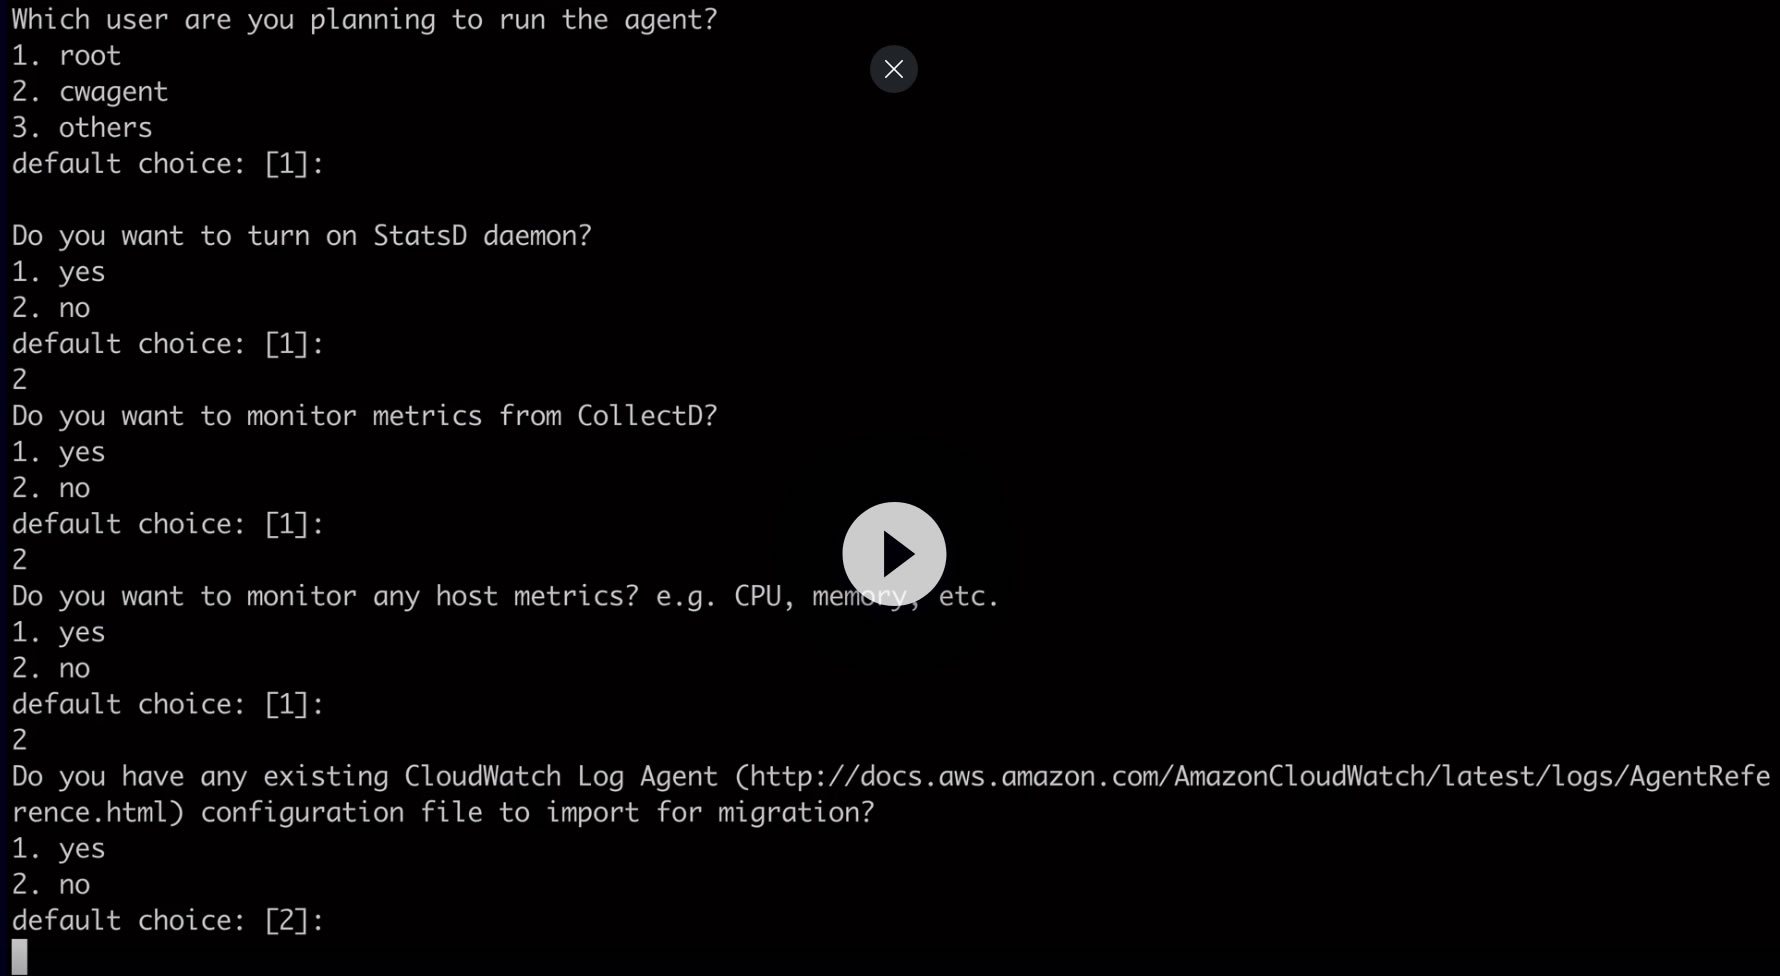 Which user are you planning to run the agent?
1. root
2. cwagent
3. others
default choice: [1]:
Do you want to turn on StatsD daemon?
1. yes
2. no
default choice: [1]:
2
Do you want to monitor metrics from CollectD?
1. yes
2. no
default choice: [1]:
2
Do you want to monitor any host metrics? e.g. CPU, memory, etc.
1. yes
2. no
default choice: [1]:
2
Do you have any existing CloudWatch Log Agent (http://docs.aws.amazon.com/AmazonCloudWatch/latest/logs/AgentRefe
rence.html) configuration file to import for migration?
1. yes
2. no
default choice: [2]: